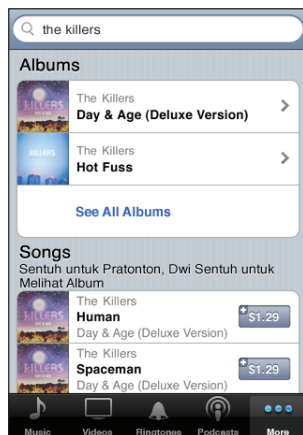 the killers
Albums
The Killers
Day & Age (Deluxe Version)
The Killers
Hot Fuss
See All Albums
Songs
Sentuh untuk Pratonton, Dwi Sentuh untuk
Melihat Album
The Killers
Human
Day & Age (Deluxe Version)
$1.29
The Killers
Spaceman
Day & Age (Deluxe Version)
$1.29
Music
Videos
Ringtones
Podcasts
More